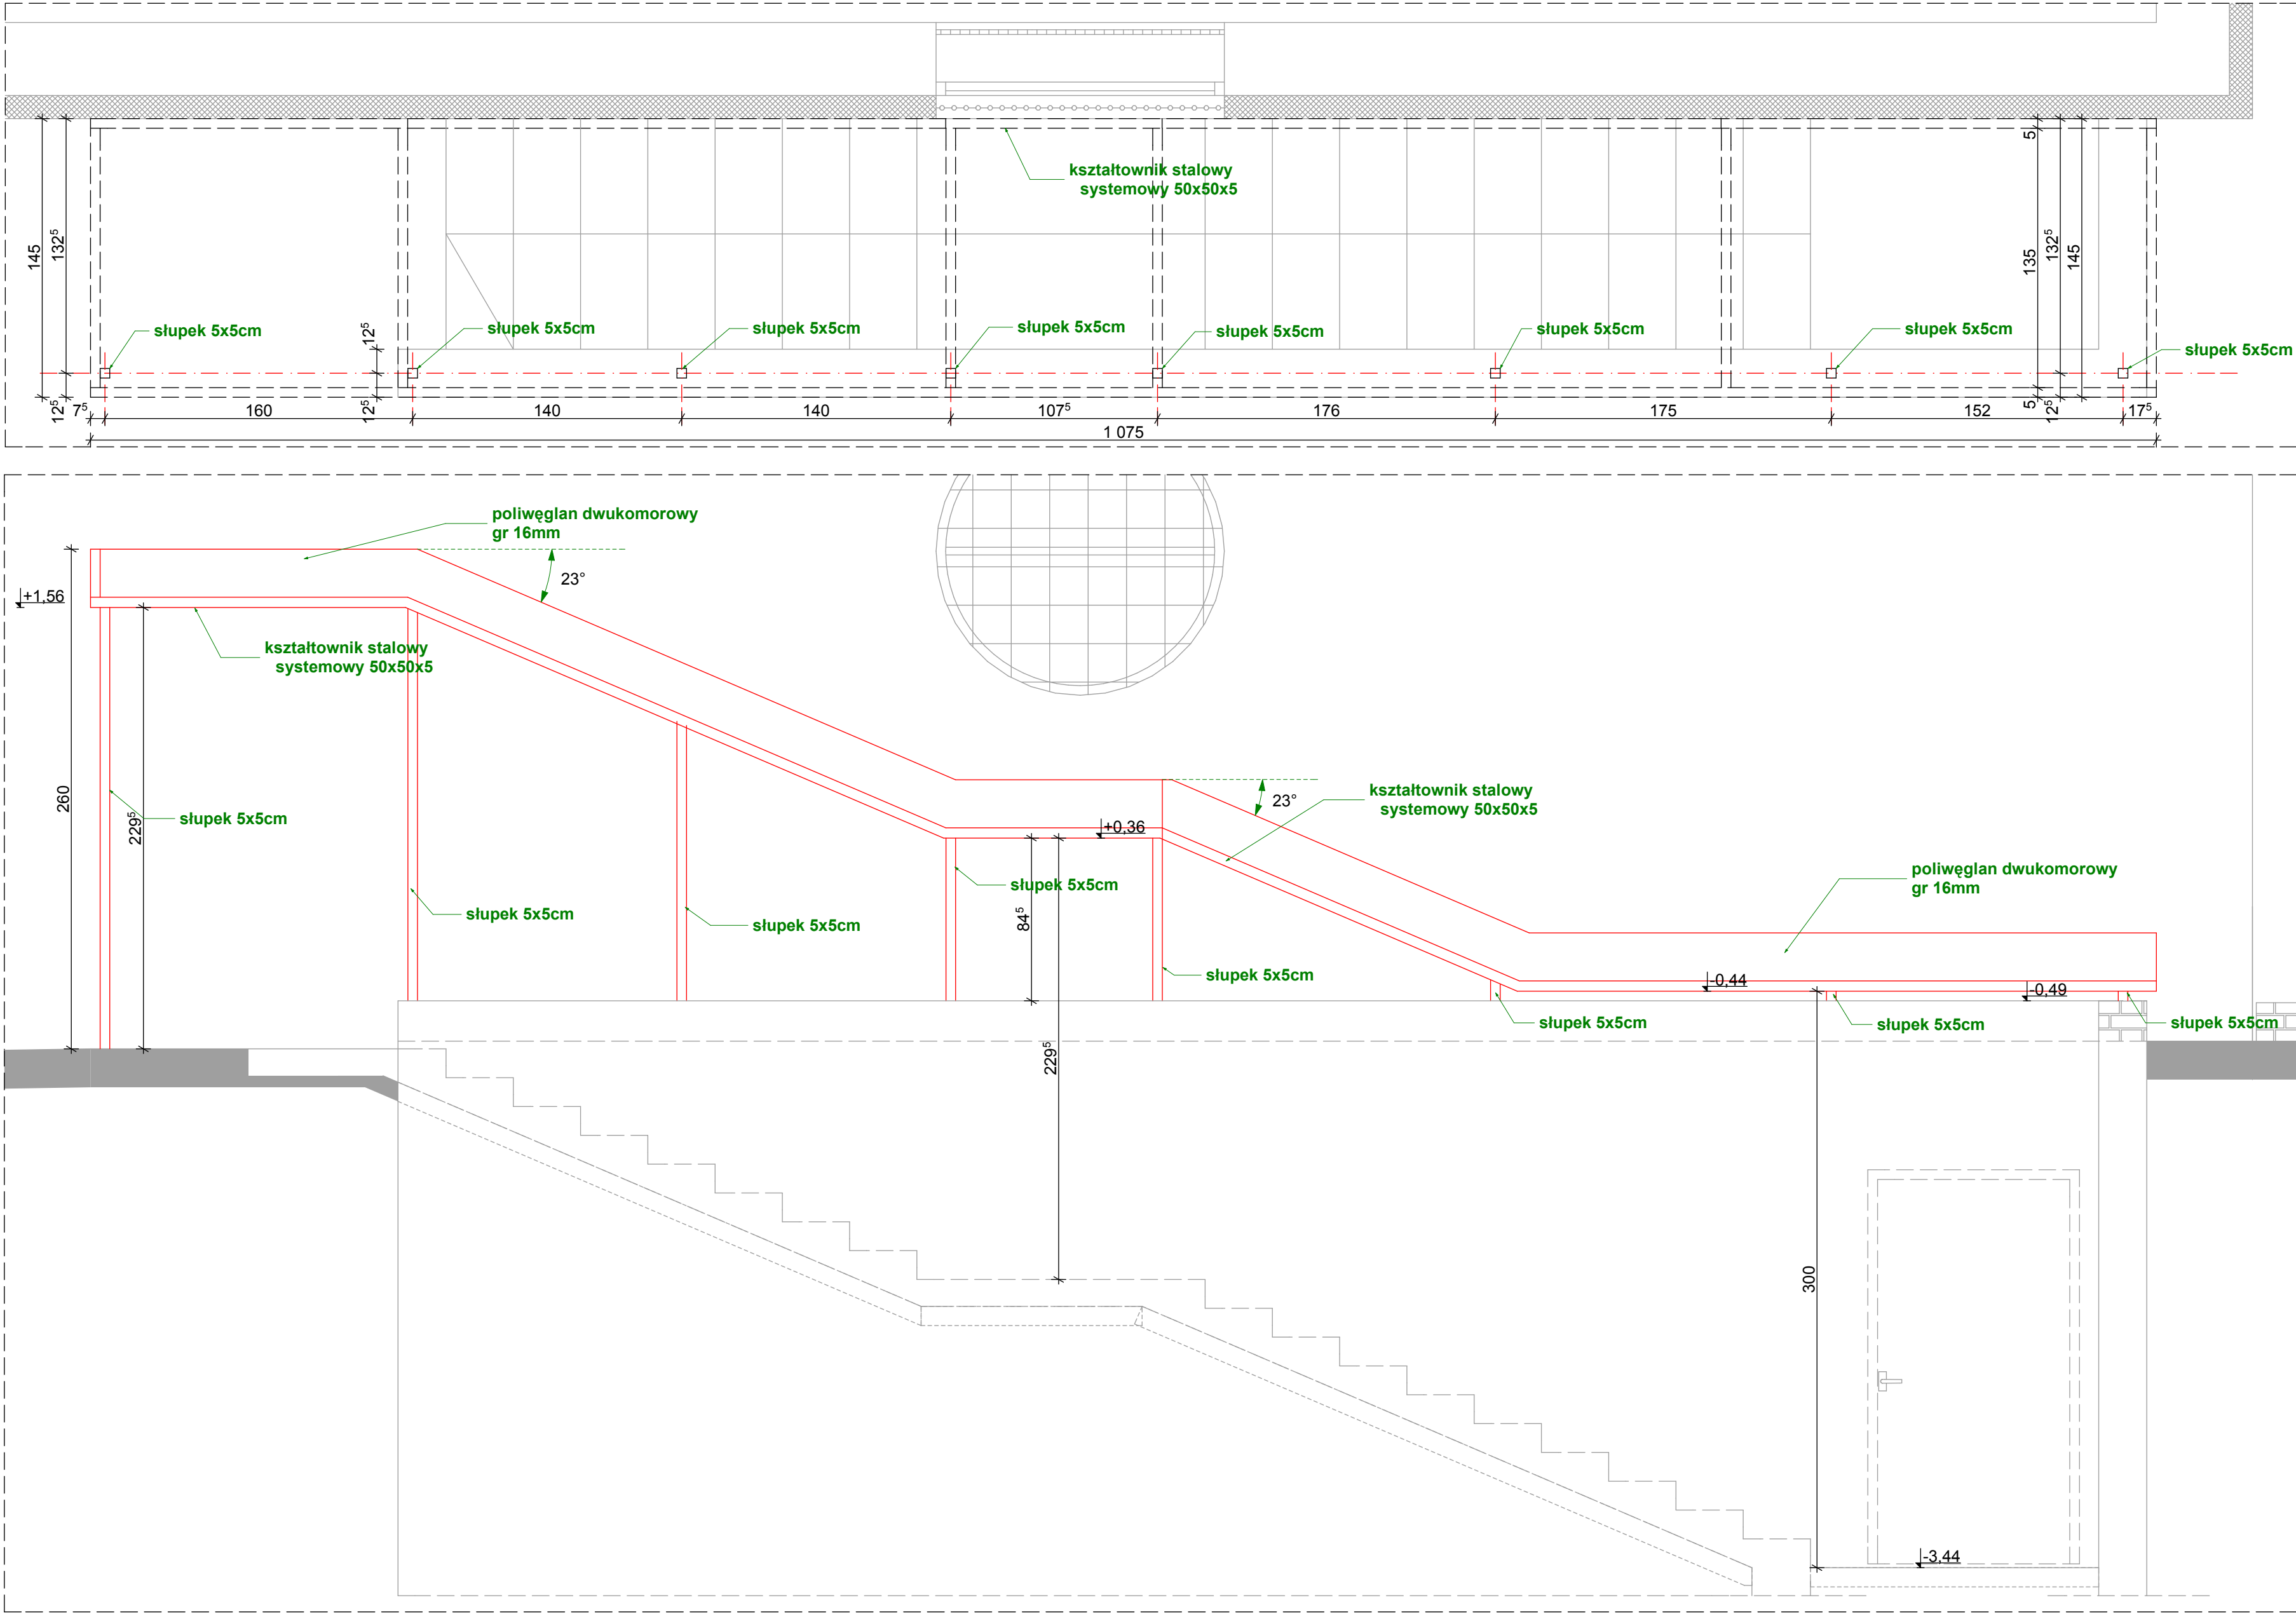 kształtownik stalowy
systemowy 50x50x5
145
132⁵
5
135
132⁵
145
słupek 5x5cm
12⁵
słupek 5x5cm
słupek 5x5cm
słupek 5x5cm
słupek 5x5cm
słupek 5x5cm
słupek 5x5cm
słupek 5x5cm
12⁵
7⁵
160
12⁵
140
140
107⁵
176
175
5
12⁵
152
17⁵
1 075
poliwęglan dwukomorowy
gr 16mm
23°
+1,56
kształtownik stalowy
systemowy 50x50x5
260
229⁵
słupek 5x5cm
23°
kształtownik stalowy
systemowy 50x50x5
+0,36
poliwęglan dwukomorowy
gr 16mm
słupek 5x5cm
84⁵
słupek 5x5cm
słupek 5x5cm
słupek 5x5cm
-0,44
-0,49
słupek 5x5cm
słupek 5x5cm
słupek 5x5cm
229⁵
300
-3,44